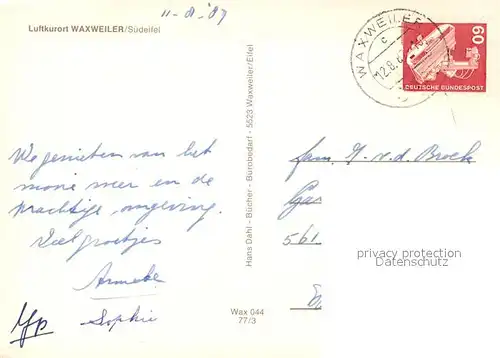 11-8-87
Luftkurort WAXWEILER/Südeifel
WAXWEILER
c
12.8.
60
DEUTSCHE BUNDESPOST
We genieten van het
mooie meer en de
prachtige omgeving.
Veel groetjes
Sophie
Hans Dahl - Bücher - Bürobedarf - 5523 Waxweiler/Eifel
Wax 044
77/3
fam. v.d. Broek
561
privacy protection
Datenschutz